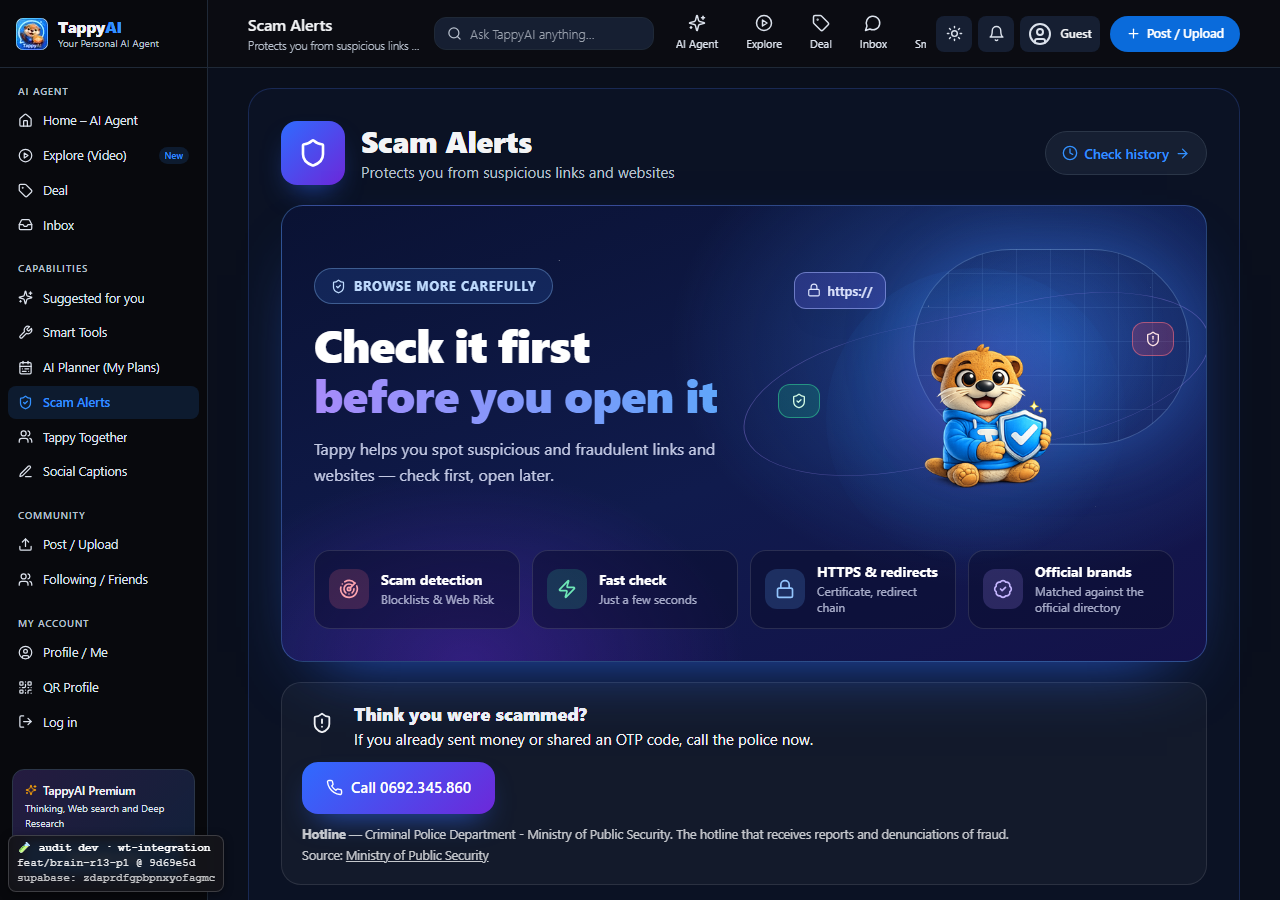 TappyAI
Your Personal AI Agent
Scam Alerts
Protects you from suspicious links ...
Ask TappyAI anything...
AI Agent
Explore
Deal
Inbox
Sn
Guest
+ Post / Upload
AI AGENT
Home – AI Agent
Explore (Video)
New
Deal
Inbox
CAPABILITIES
Suggested for you
Smart Tools
AI Planner (My Plans)
Scam Alerts
Tappy Together
Social Captions
COMMUNITY
Post / Upload
Following / Friends
MY ACCOUNT
Profile / Me
QR Profile
Log in
TappyAI Premium
Thinking, Web search and Deep
Research
audit dev · wt-integration
feat/brain-r13-p1 @ 9d69e5d
supabase: zdaprdfgpbpnxyofagmc
Scam Alerts
Protects you from suspicious links and websites
Check history →
BROWSE MORE CAREFULLY
Check it first
before you open it
Tappy helps you spot suspicious and fraudulent links and
websites — check first, open later.
https://
Scam detection
Blocklists & Web Risk
Fast check
Just a few seconds
HTTPS & redirects
Certificate, redirect
chain
Official brands
Matched against the
official directory
Think you were scammed?
If you already sent money or shared an OTP code, call the police now.
Call 0692.345.860
Hotline — Criminal Police Department - Ministry of Public Security. The hotline that receives reports and denunciations of fraud.
Source: Ministry of Public Security